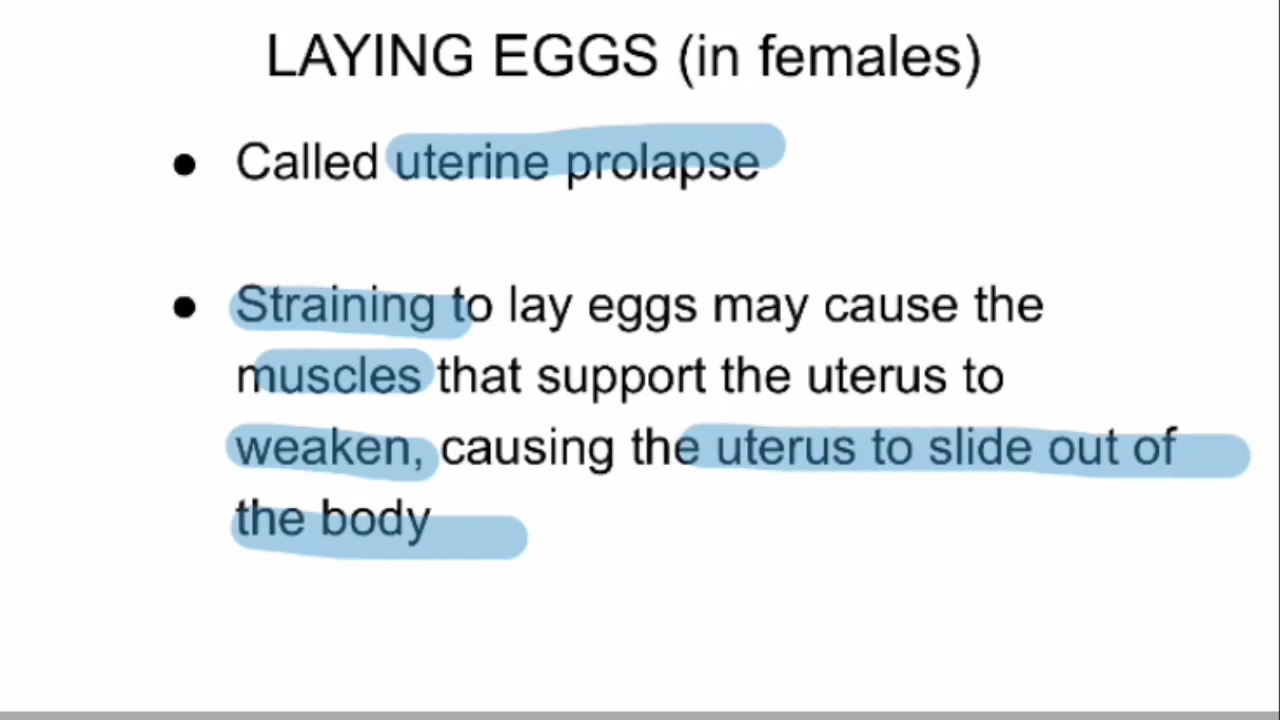 LAYING EGGS (in females)
● Called uterine prolapse
● Straining to lay eggs may cause the
muscles that support the uterus to
weaken, causing the uterus to slide out of
the body